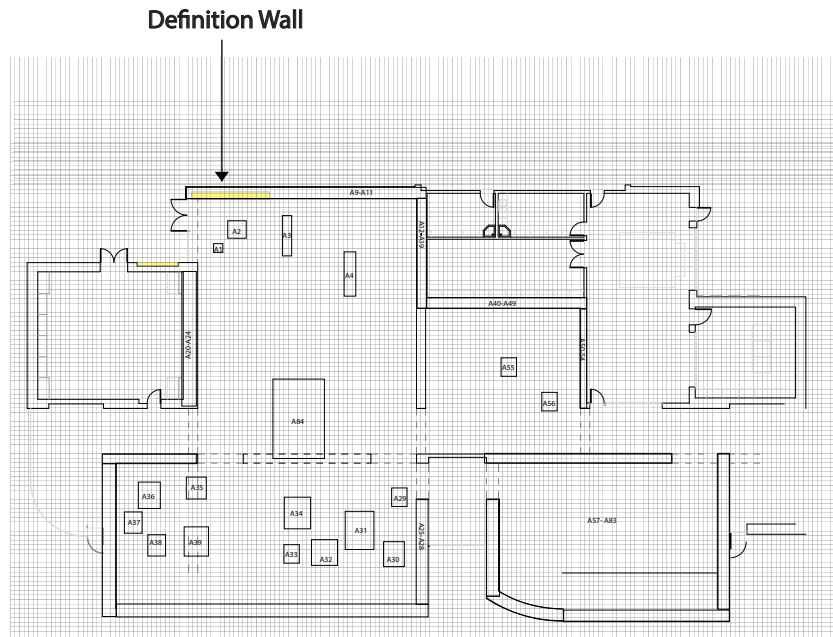 Definition Wall
A9-A11
A1
A2
A3
A4
A12-A19
A20-A24
A40-A49
A50-54
A55
A56
A84
A35
A36
A37
A38
A39
A34
A29
A31
A33
A32
A30
A25-A28
A57- A83